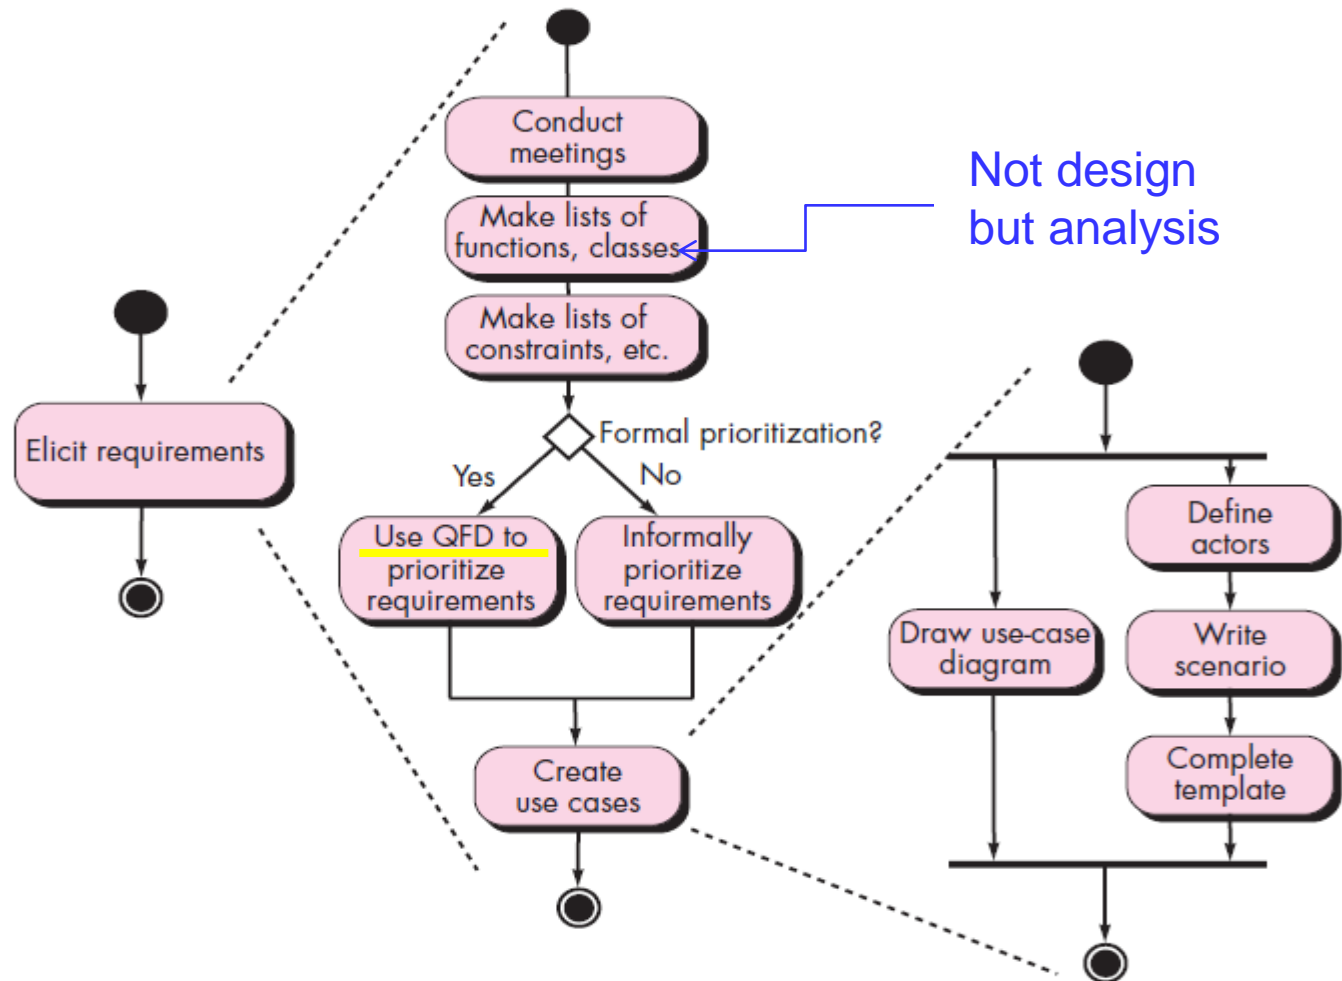 Elicit requirements
Conduct
meetings
Make lists of
functions, classes
Make lists of
constraints, etc.
Formal prioritization?
Yes
No
Use QFD to
prioritize
requirements
Informally
prioritize
requirements
Create
use cases
Not design
but analysis
Draw use-case
diagram
Define
actors
Write
scenario
Complete
template